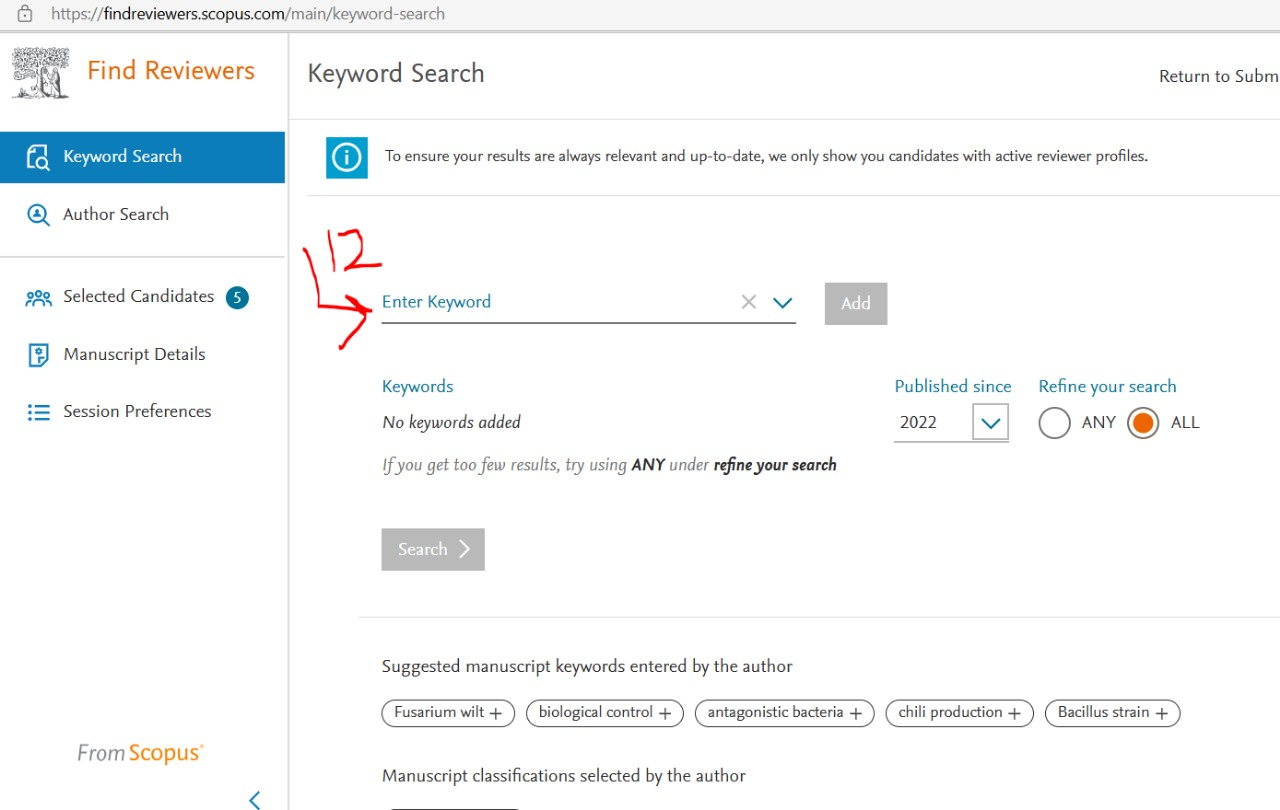 https://findreviewers.scopus.com/main/keyword-search
Find Reviewers
Keyword Search
Return to Subm
Keyword Search
To ensure your results are always relevant and up-to-date, we only show you candidates with active reviewer profiles.
Author Search
12
Selected Candidates 5
Enter Keyword
Add
Manuscript Details
Keywords
Published since
Refine your search
Session Preferences
No keywords added
2022
ANY
ALL
If you get too few results, try using ANY under refine your search
Search
Suggested manuscript keywords entered by the author
Fusarium wilt + biological control + antagonistic bacteria + chili production + Bacillus strain +
From Scopus®
Manuscript classifications selected by the author